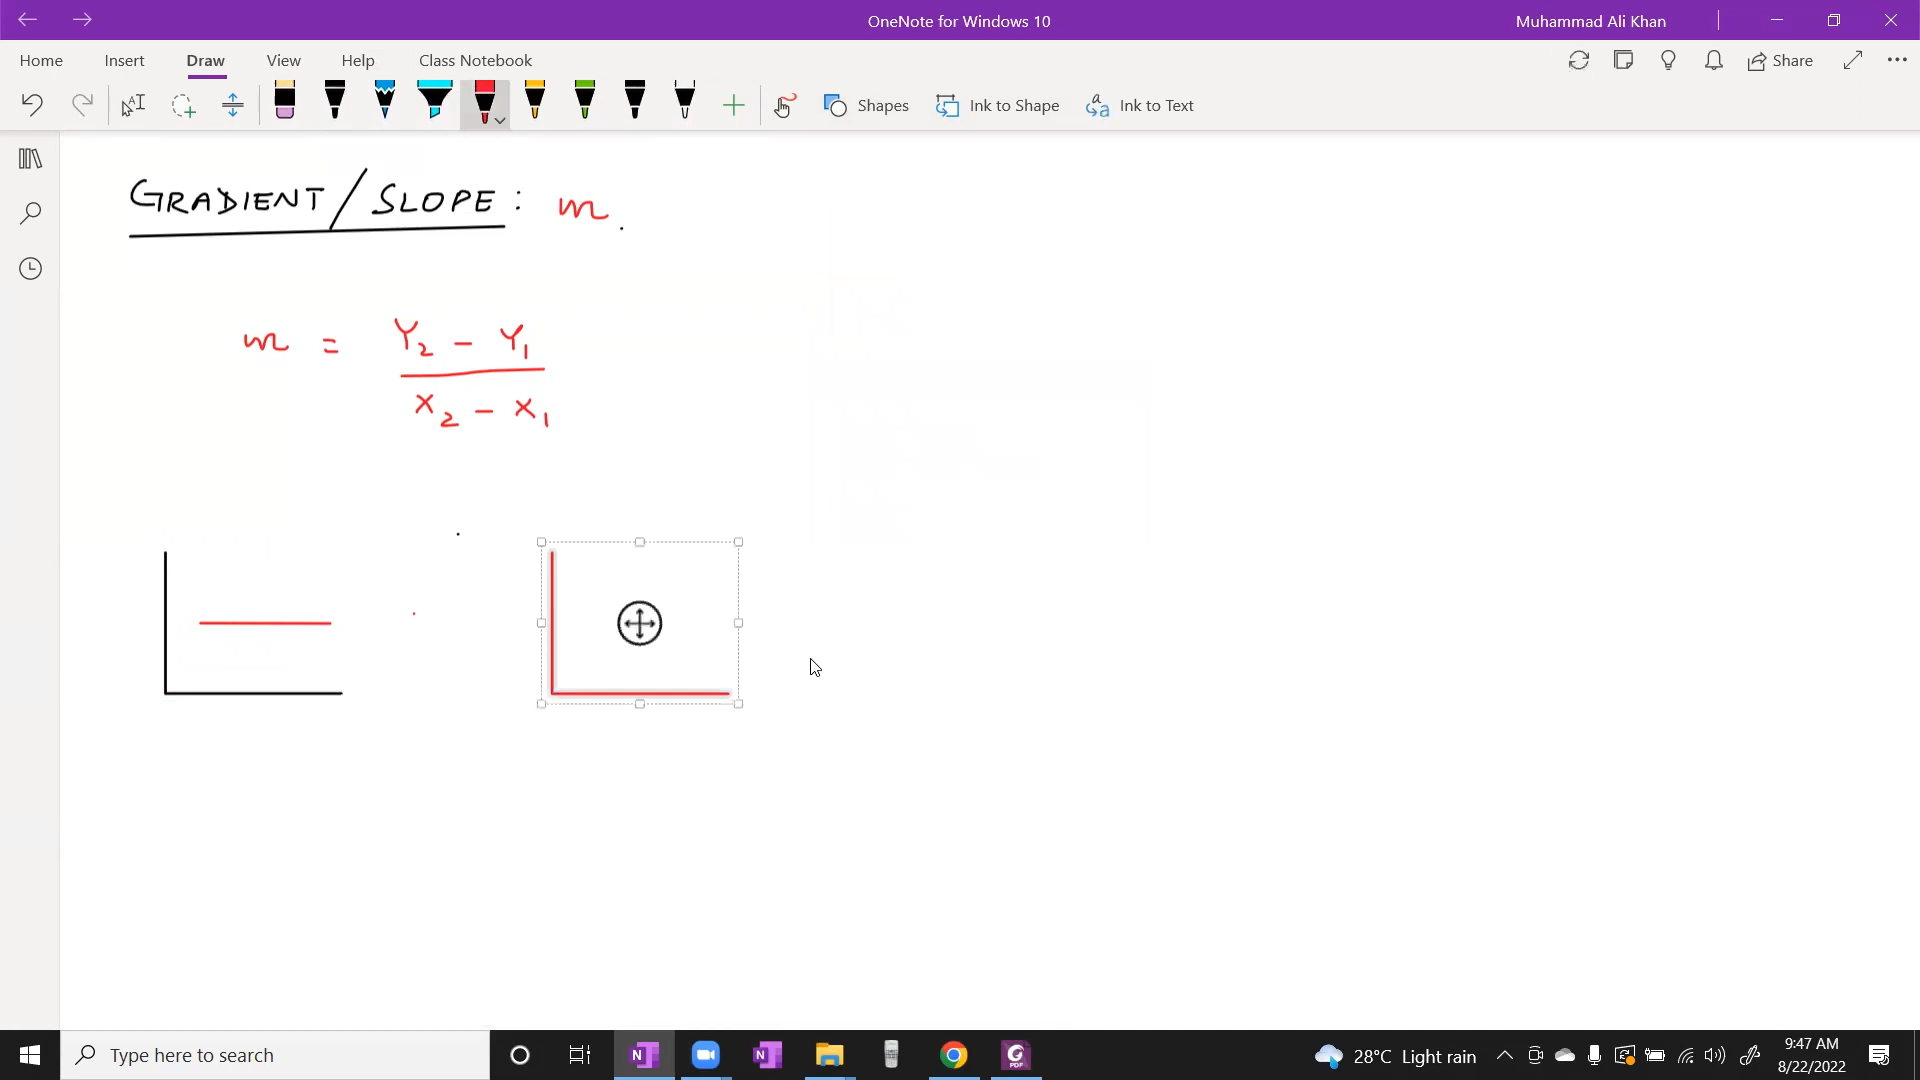 OneNote for Windows 10
Muhammad Ali Khan
Home Insert Draw View Help Class Notebook
Share
Shapes Ink to Shape Ink to Text
GRADIENT / SLOPE : m .
m = Y2 - Y1
X2 - X1
Type here to search
28°C Light rain
9:47 AM
8/22/2022